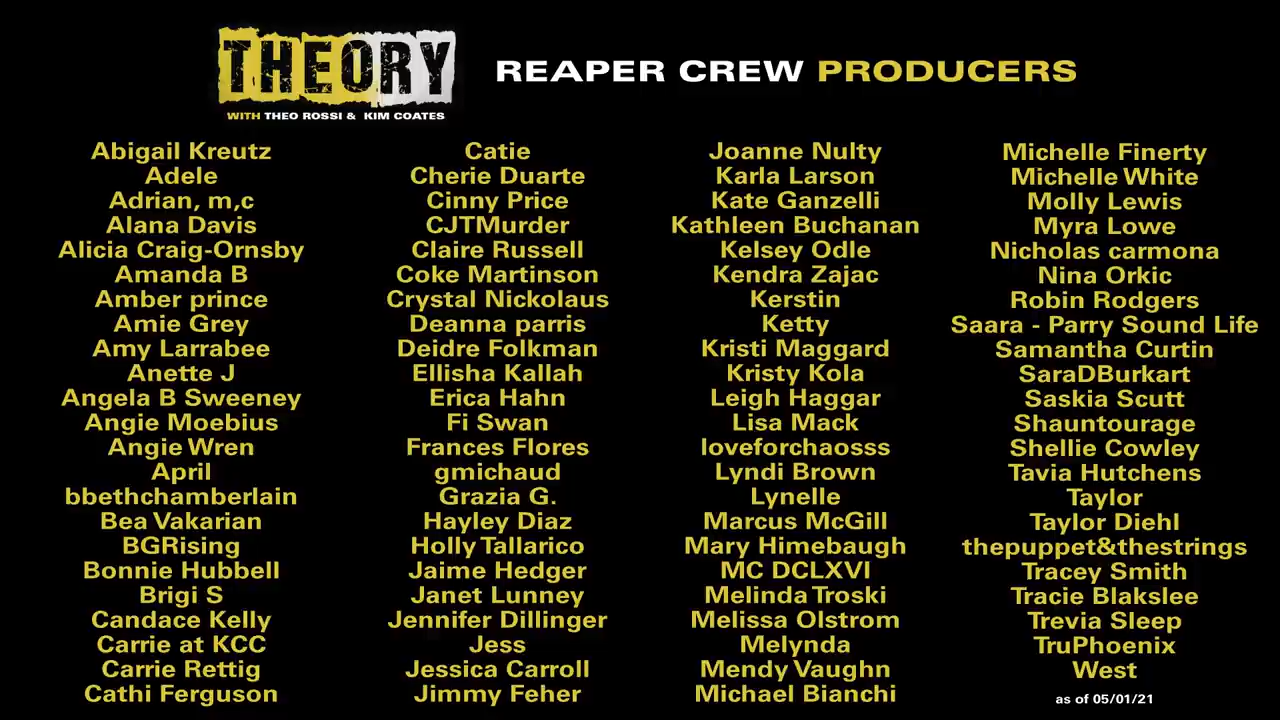 THEORY
WITH THEO ROSSI & KIM COATES
REAPER CREW PRODUCERS
Abigail Kreutz
Adele
Adrian, m,c
Alana Davis
Alicia Craig-Ornsby
Amanda B
Amber prince
Amie Grey
Amy Larrabee
Anette J
Angela B Sweeney
Angie Moebius
Angie Wren
April
bbethchamberlain
Bea Vakarian
BGRising
Bonnie Hubbell
Brigi S
Candace Kelly
Carrie at KCC
Carrie Rettig
Cathi Ferguson
Catie
Cherie Duarte
Cinny Price
CJTMurder
Claire Russell
Coke Martinson
Crystal Nickolaus
Deanna parris
Deidre Folkman
Ellisha Kallah
Erica Hahn
Fi Swan
Frances Flores
gmichaud
Grazia G.
Hayley Diaz
Holly Tallarico
Jaime Hedger
Janet Lunney
Jennifer Dillinger
Jess
Jessica Carroll
Jimmy Feher
Joanne Nulty
Karla Larson
Kate Ganzelli
Kathleen Buchanan
Kelsey Odle
Kendra Zajac
Kerstin
Ketty
Kristi Maggard
Kristy Kola
Leigh Haggar
Lisa Mack
loveforchaosss
Lyndi Brown
Lynelle
Marcus McGill
Mary Himebaugh
MC DCLXVI
Melinda Troski
Melissa Olstrom
Melynda
Mendy Vaughn
Michael Bianchi
Michelle Finerty
Michelle White
Molly Lewis
Myra Lowe
Nicholas carmona
Nina Orkic
Robin Rodgers
Saara - Parry Sound Life
Samantha Curtin
SaraDBurkart
Saskia Scutt
Shauntourage
Shellie Cowley
Tavia Hutchens
Taylor
Taylor Diehl
thepuppet&thestrings
Tracey Smith
Tracie Blakslee
Trevia Sleep
TruPhoenix
West
as of 05/01/21